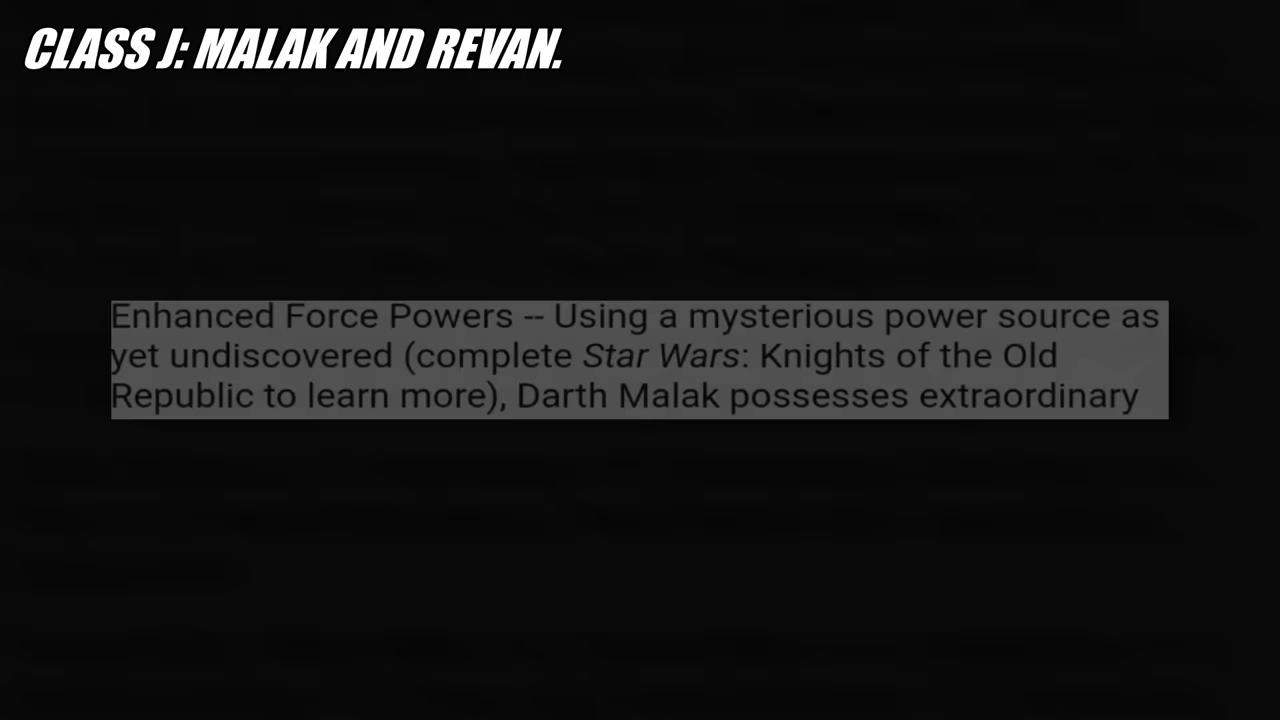 CLASS J: MALAK AND REVAN.
Enhanced Force Powers -- Using a mysterious power source as
yet undiscovered (complete Star Wars: Knights of the Old
Republic to learn more), Darth Malak possesses extraordinary